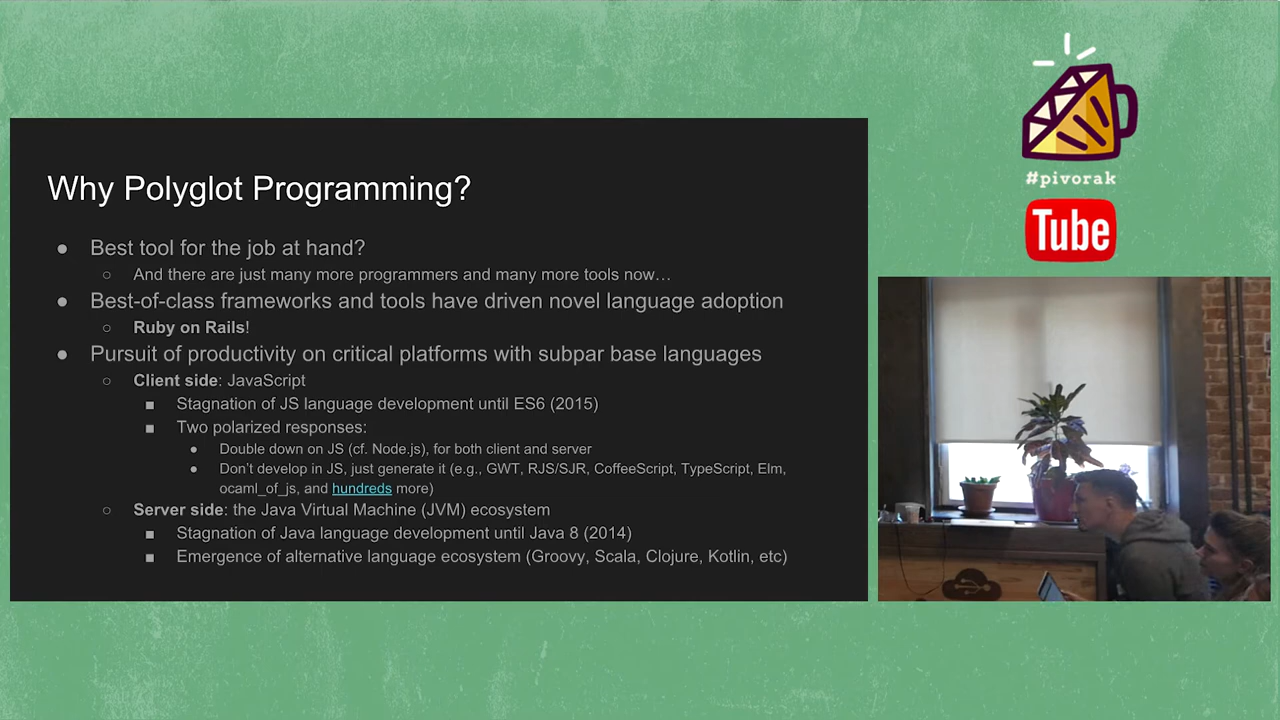 #pivorak
Tube
Why Polyglot Programming?
● Best tool for the job at hand?
○ And there are just many more programmers and many more tools now…
● Best-of-class frameworks and tools have driven novel language adoption
○ Ruby on Rails!
● Pursuit of productivity on critical platforms with subpar base languages
○ Client side: JavaScript
■ Stagnation of JS language development until ES6 (2015)
■ Two polarized responses:
● Double down on JS (cf. Node.js), for both client and server
● Don't develop in JS, just generate it (e.g., GWT, RJS/SJR, CoffeeScript, TypeScript, Elm,
ocaml_of_js, and hundreds more)
○ Server side: the Java Virtual Machine (JVM) ecosystem
■ Stagnation of Java language development until Java 8 (2014)
■ Emergence of alternative language ecosystem (Groovy, Scala, Clojure, Kotlin, etc)